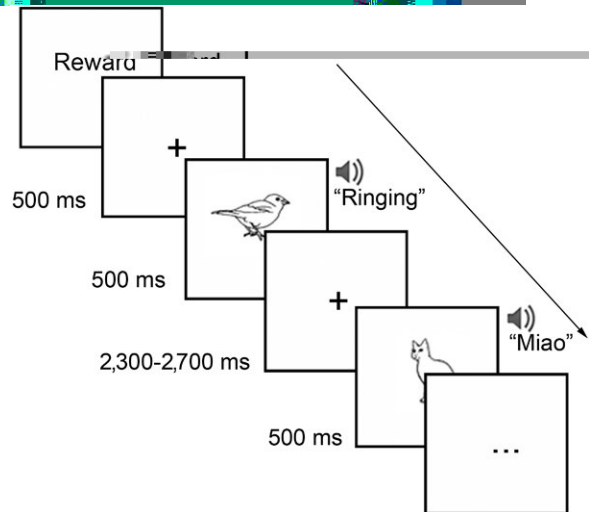 Reward
+
500 ms
"Ringing"
500 ms
+
2,300-2,700 ms
"Miao"
500 ms
...